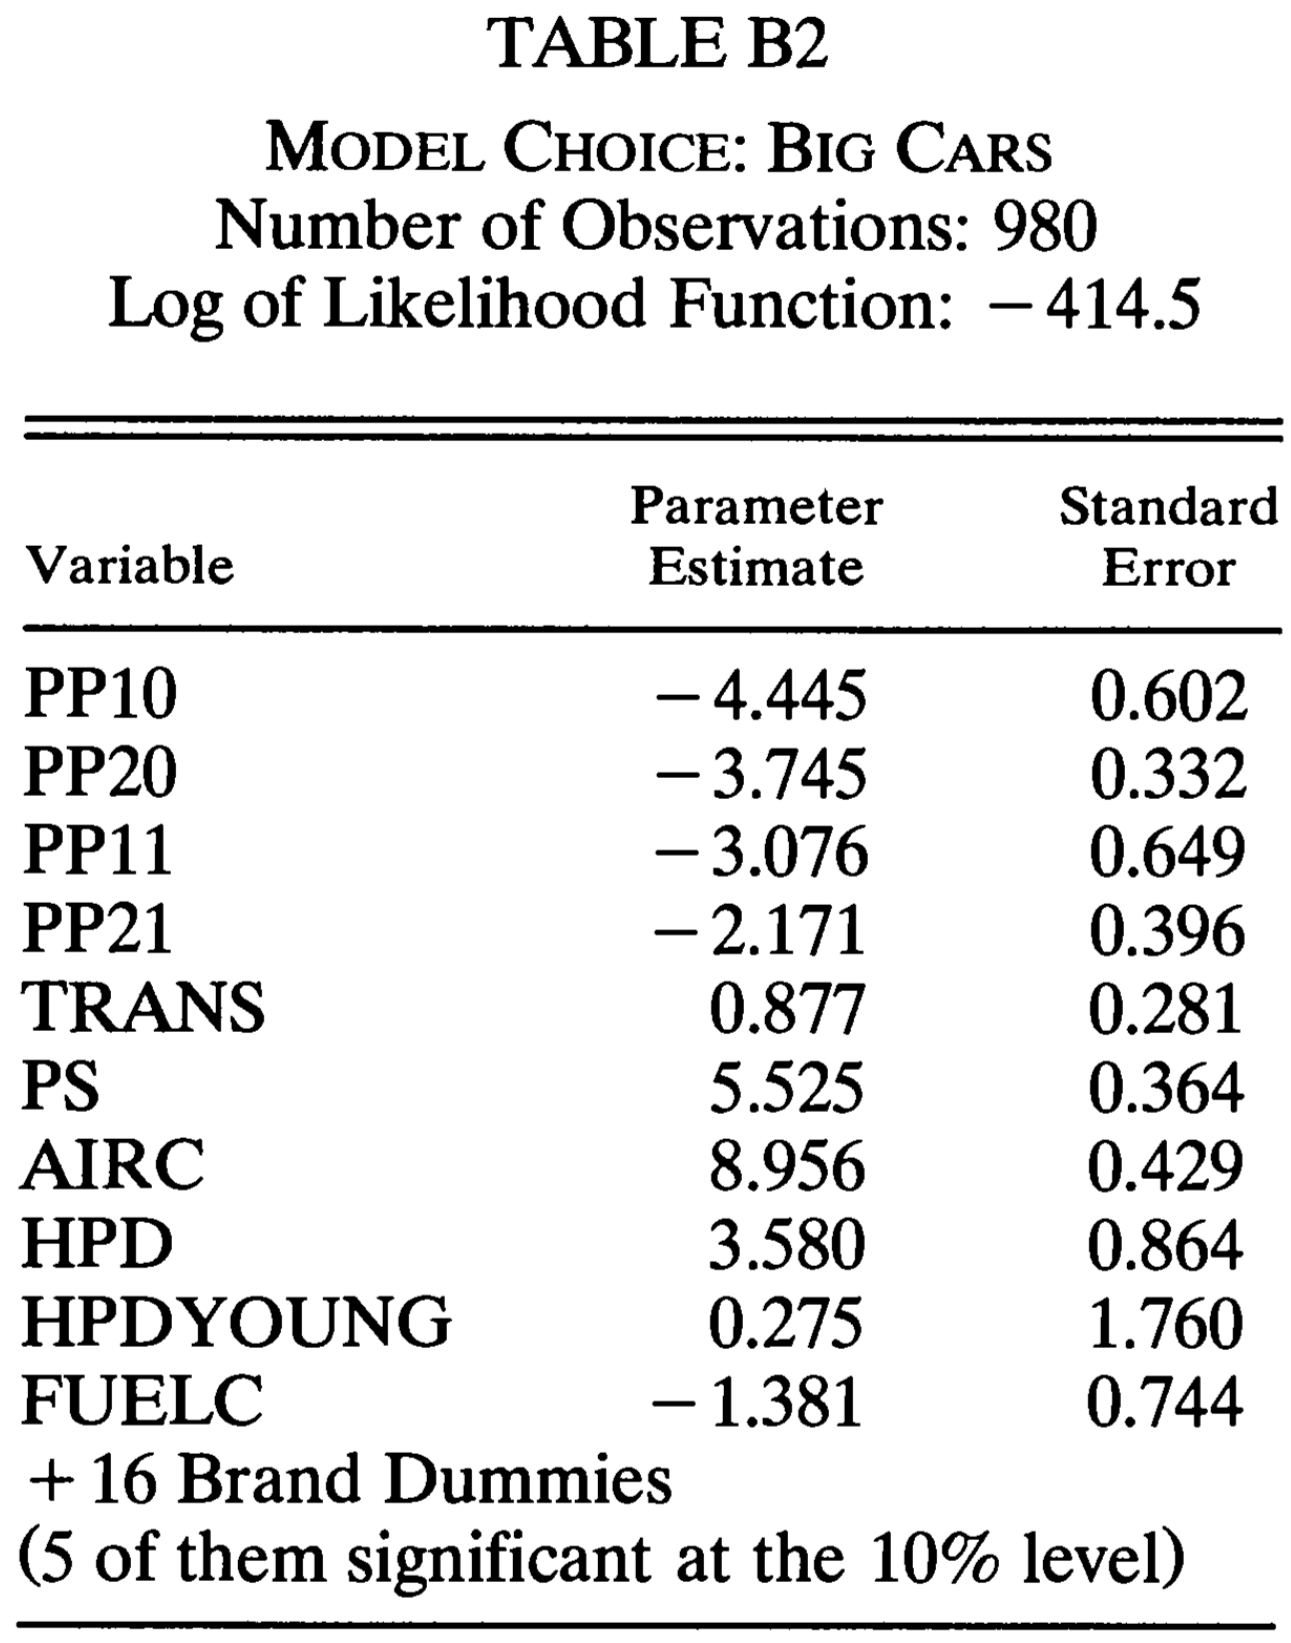 TABLE B2
MODEL CHOICE: BIG CARS
Number of Observations: 980
Log of Likelihood Function: −414.5
Variable Parameter Estimate Standard Error
PP10 −4.445 0.602
PP20 −3.745 0.332
PP11 −3.076 0.649
PP21 −2.171 0.396
TRANS 0.877 0.281
PS 5.525 0.364
AIRC 8.956 0.429
HPD 3.580 0.864
HPDYOUNG 0.275 1.760
FUELC −1.381 0.744
+16 Brand Dummies
(5 of them significant at the 10% level)